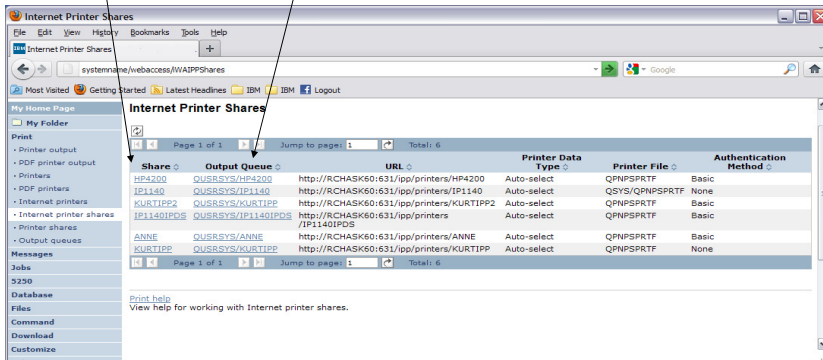 Internet Printer Shares
File Edit View History Bookmarks Tools Help
IBM Internet Printer Shares +
systemname/webaccess/iWAIPPShares Google
Most Visited Getting Started Latest Headlines IBM IBM Logout
My Home Page
My Folder
Print
Printer output
PDF printer output
Printers
PDF printers
Internet printers
Internet printer shares
Printer shares
Output queues
Messages
Jobs
5250
Database
Files
Command
Download
Customize
Internet Printer Shares
Page 1 of 1 Jump to page: 1 Total: 6
Share Output Queue URL Printer Data Type Printer File Authentication Method
HP4200 QUSRSYS/HP4200 http://RCHASK60:631/ipp/printers/HP4200 Auto-select QPNPSPRTF Basic
IP1140 QUSRSYS/IP1140 http://RCHASK60:631/ipp/printers/IP1140 Auto-select QSYS/QPNPSPRTF None
KURTIPP2 QUSRSYS/KURTIPP http://RCHASK60:631/ipp/printers/KURTIPP2 Auto-select QPNPSPRTF Basic
IP1140IPDS QUSRSYS/IP1140IPDS http://RCHASK60:631/ipp/printers Auto-select QPNPSPRTF Basic
/IP1140IPDS
ANNE QUSRSYS/ANNE http://RCHASK60:631/ipp/printers/ANNE Auto-select QPNPSPRTF Basic
KURTIPP QUSRSYS/KURTIPP http://RCHASK60:631/ipp/printers/KURTIPP Auto-select QPNPSPRTF None
Page 1 of 1 Jump to page: 1 Total: 6
Print help
View help for working with Internet printer shares.